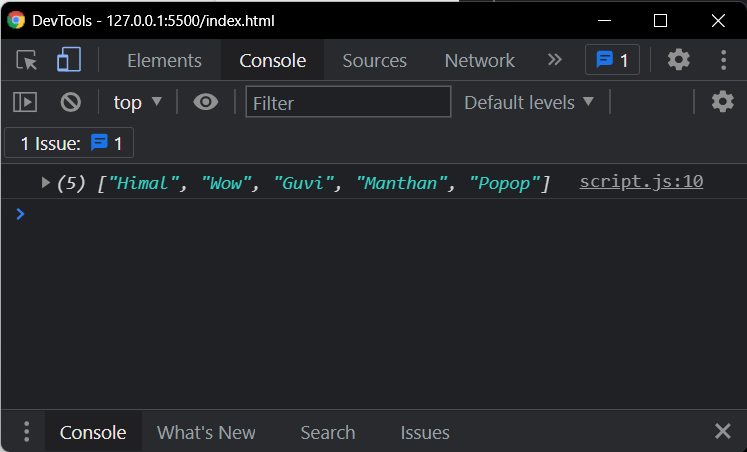 DevTools - 127.0.0.1:5500/index.html
Elements Console Sources Network » 1
top Filter Default levels
1 Issue: 1
(5) ["Himal", "Wow", "Guvi", "Manthan", "Popop"] script.js:10
Console What's New Search Issues